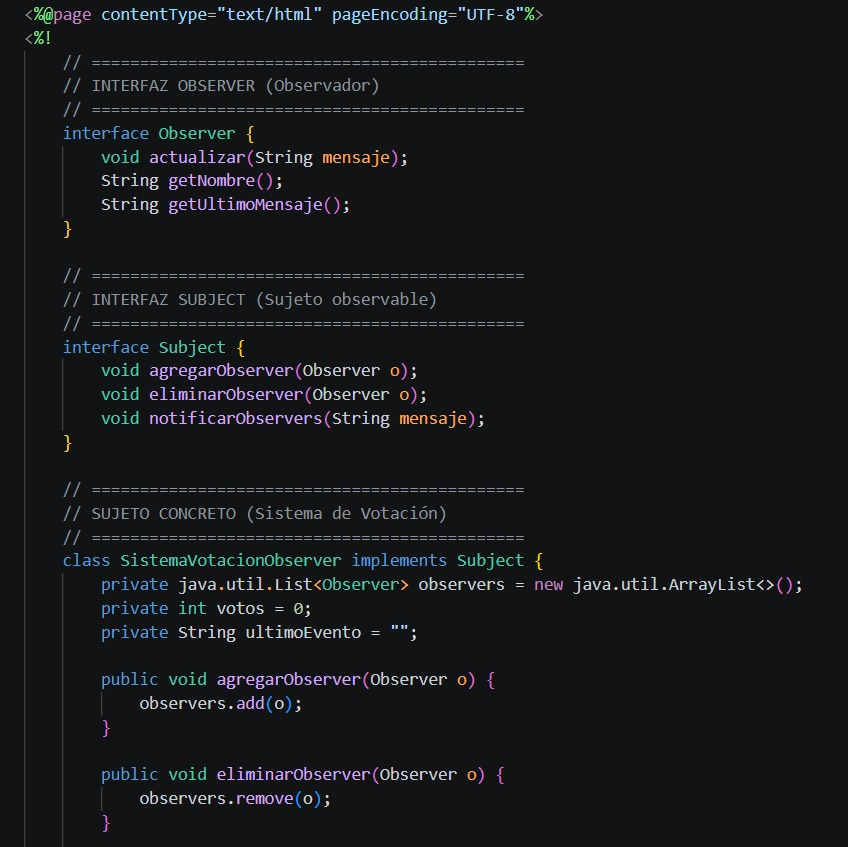 <%@page contentType="text/html" pageEncoding="UTF-8"%>
<%!
    // =============================================
    // INTERFAZ OBSERVER (Observador)
    // =============================================
    interface Observer {
        void actualizar(String mensaje);
        String getNombre();
        String getUltimoMensaje();
    }

    // =============================================
    // INTERFAZ SUBJECT (Sujeto observable)
    // =============================================
    interface Subject {
        void agregarObserver(Observer o);
        void eliminarObserver(Observer o);
        void notificarObservers(String mensaje);
    }

    // =============================================
    // SUJETO CONCRETO (Sistema de Votación)
    // =============================================
    class SistemaVotacionObserver implements Subject {
        private java.util.List<Observer> observers = new java.util.ArrayList<>();
        private int votos = 0;
        private String ultimoEvento = "";

        public void agregarObserver(Observer o) {
            observers.add(o);
        }

        public void eliminarObserver(Observer o) {
            observers.remove(o);
        }